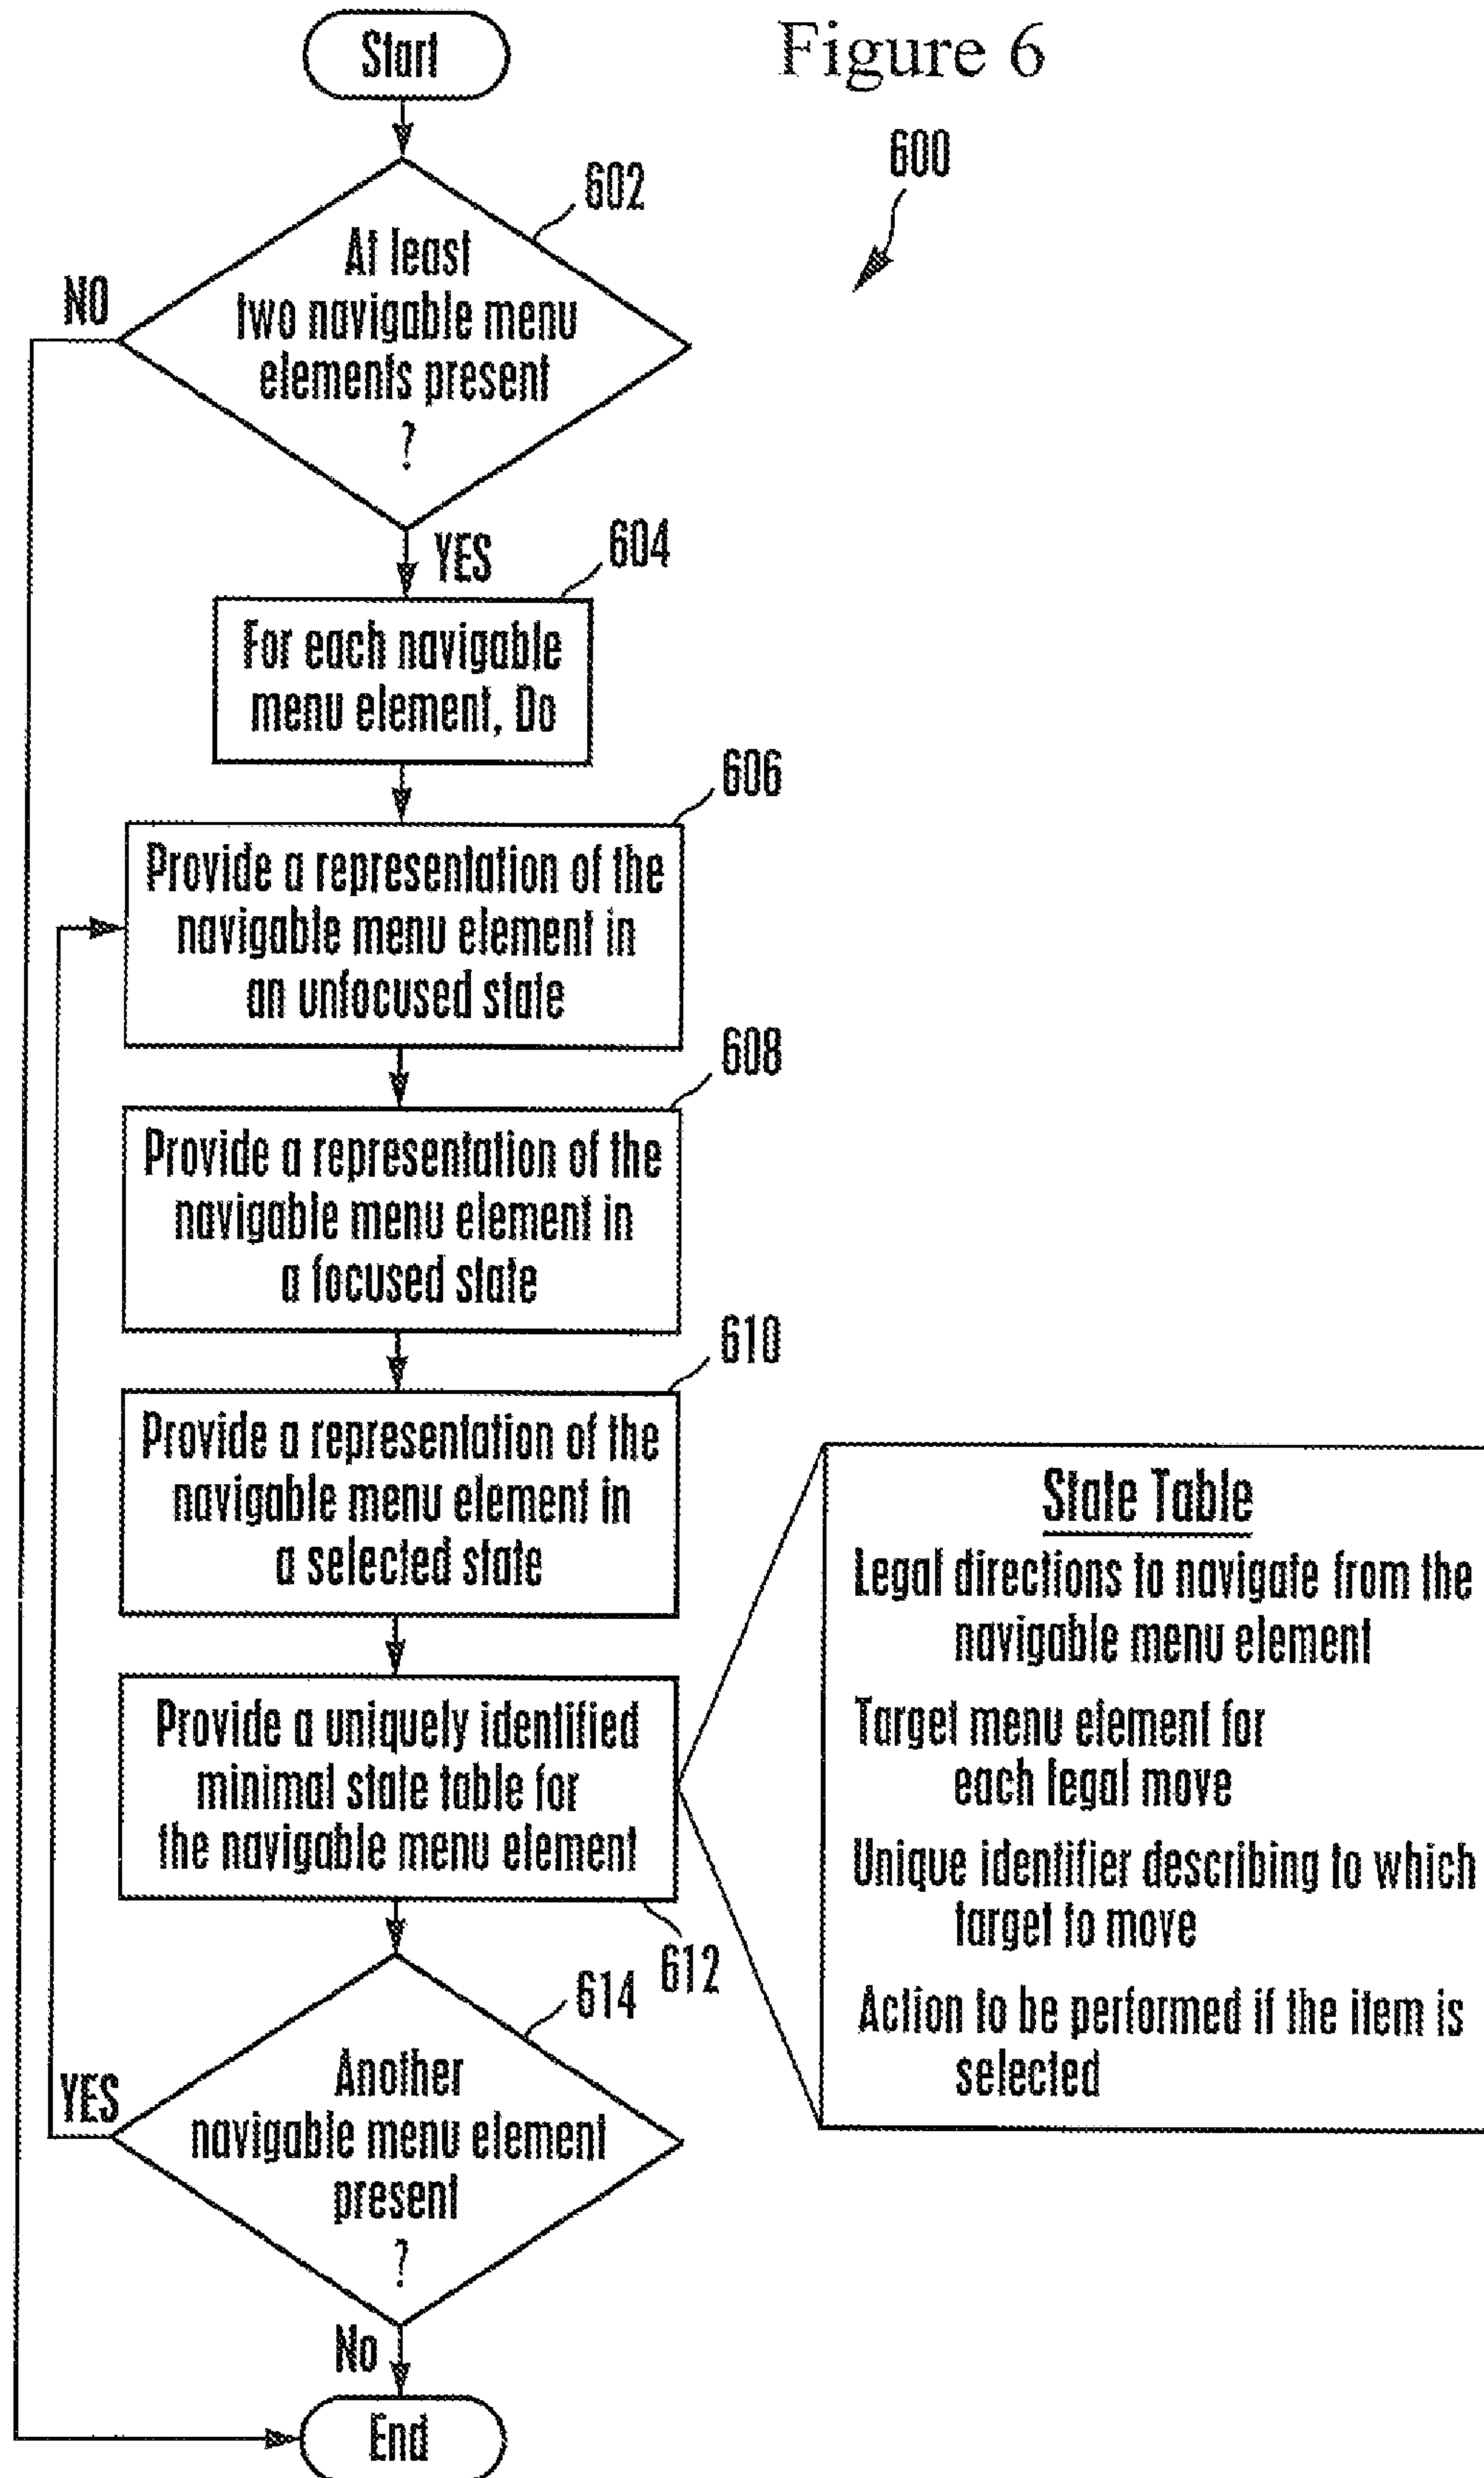 Figure 6
600
Start
602
At least
two navigable menu
elements present
?
NO
YES
604
For each navigable
menu element, Do
606
Provide a representation of the
navigable menu element in
an unfocused state
608
Provide a representation of the
navigable menu element in
a focused state
610
Provide a representation of the
navigable menu element in
a selected state
Provide a uniquely identified
minimal state table for
the navigable menu element
612
State Table
Legal directions to navigate from the
navigable menu element
Target menu element for
each legal move
Unique identifier describing to which
target to move
Action to be performed if the item is
selected
614
Another
navigable menu element
present
?
YES
No
End